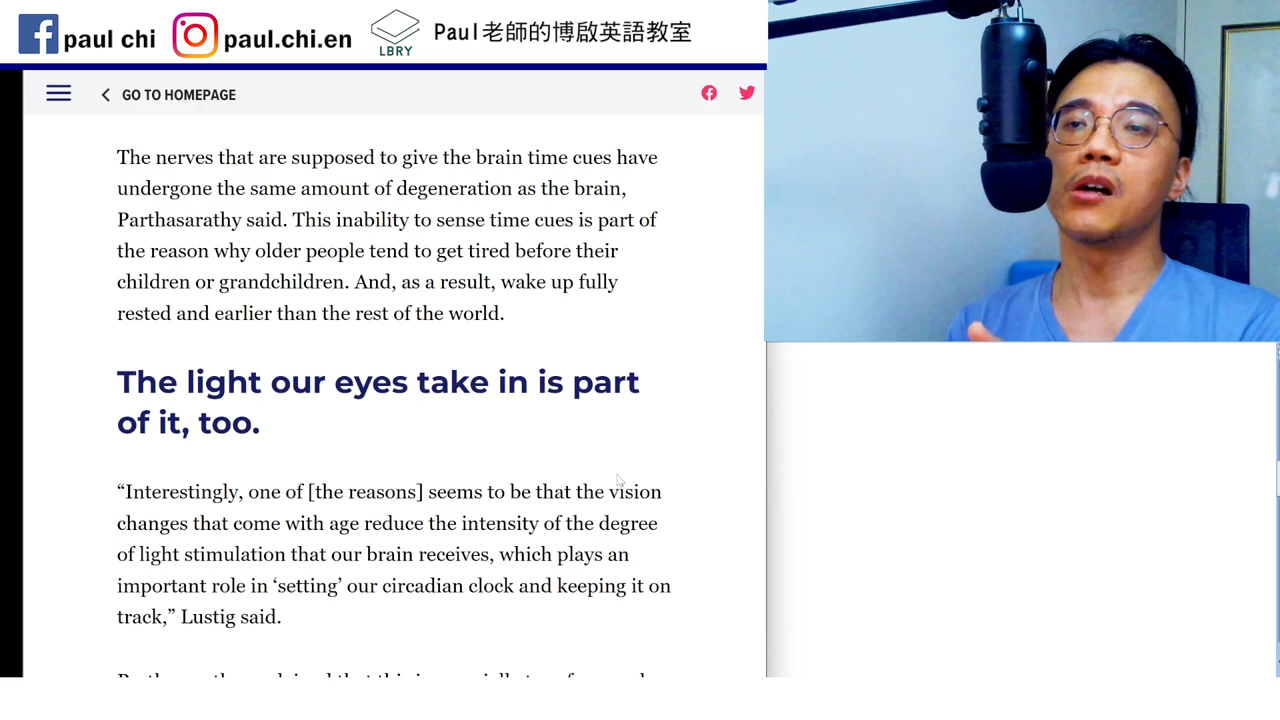 paul chi
paul.chi.en
LBRY
Paul老師的博啟英語教室
GO TO HOMEPAGE
The nerves that are supposed to give the brain time cues have
undergone the same amount of degeneration as the brain,
Parthasarathy said. This inability to sense time cues is part of
the reason why older people tend to get tired before their
children or grandchildren. And, as a result, wake up fully
rested and earlier than the rest of the world.
The light our eyes take in is part
of it, too.
“Interestingly, one of [the reasons] seems to be that the vision
changes that come with age reduce the intensity of the degree
of light stimulation that our brain receives, which plays an
important role in ‘setting’ our circadian clock and keeping it on
track,” Lustig said.